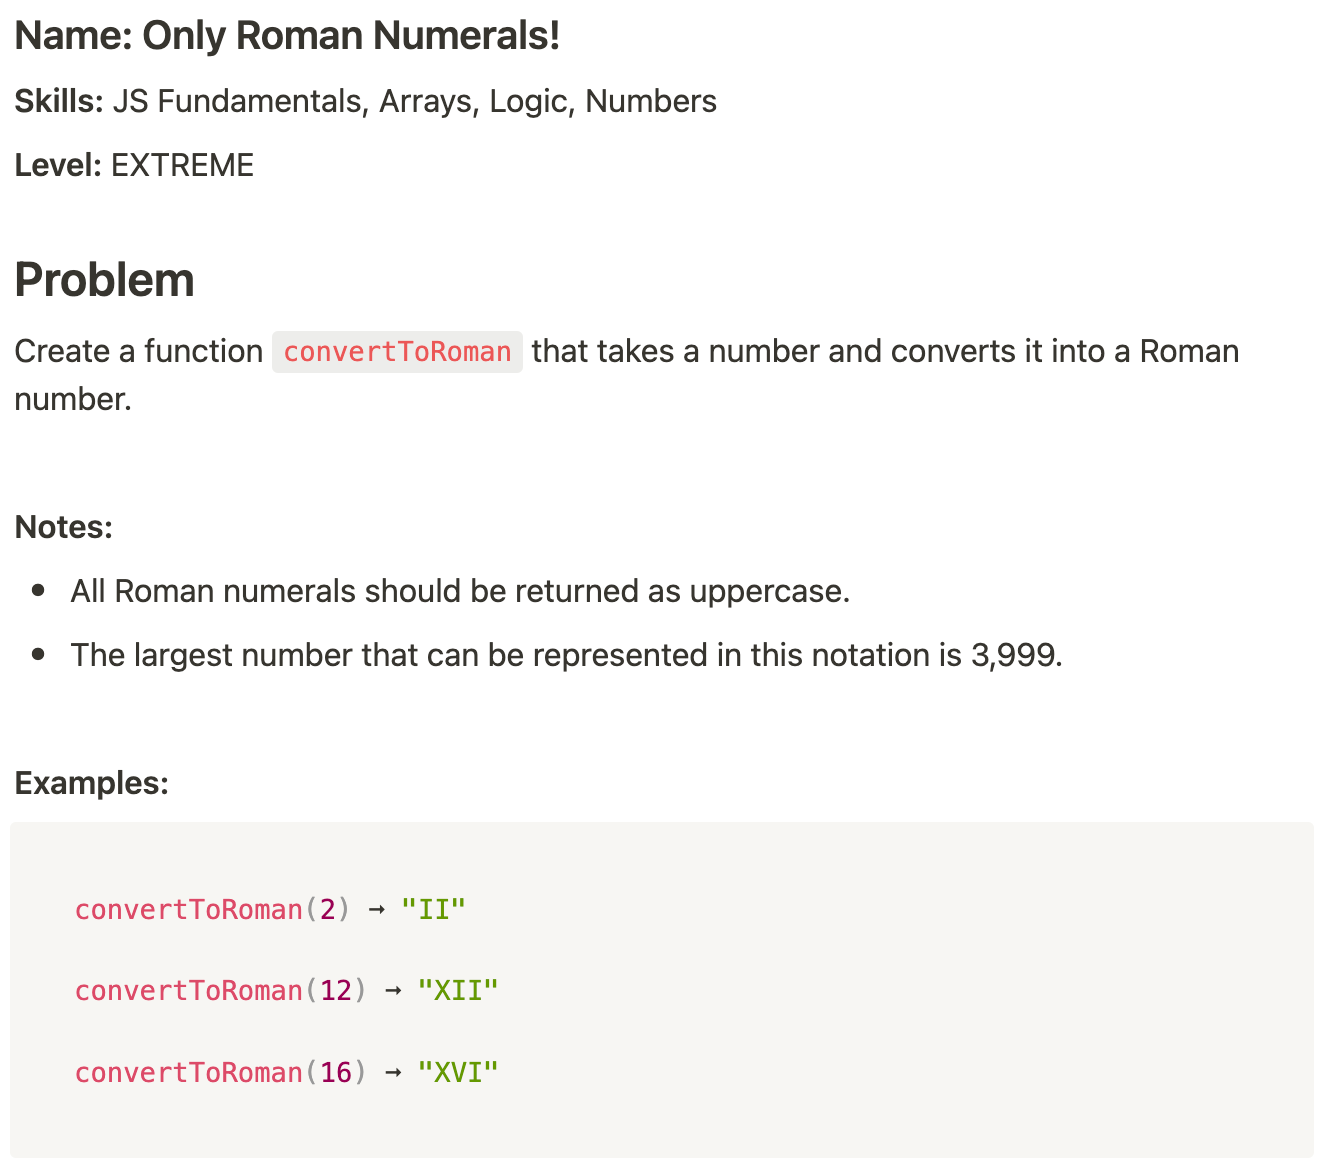 Name: Only Roman Numerals!
Skills: JS Fundamentals, Arrays, Logic, Numbers
Level: EXTREME
Problem
Create a function convertToRoman that takes a number and converts it into a Roman
number.
Notes:
• All Roman numerals should be returned as uppercase.
• The largest number that can be represented in this notation is 3,999.
Examples:
convertToRoman(2) → "II"
convertToRoman(12) → "XII"
convertToRoman(16) → "XVI"